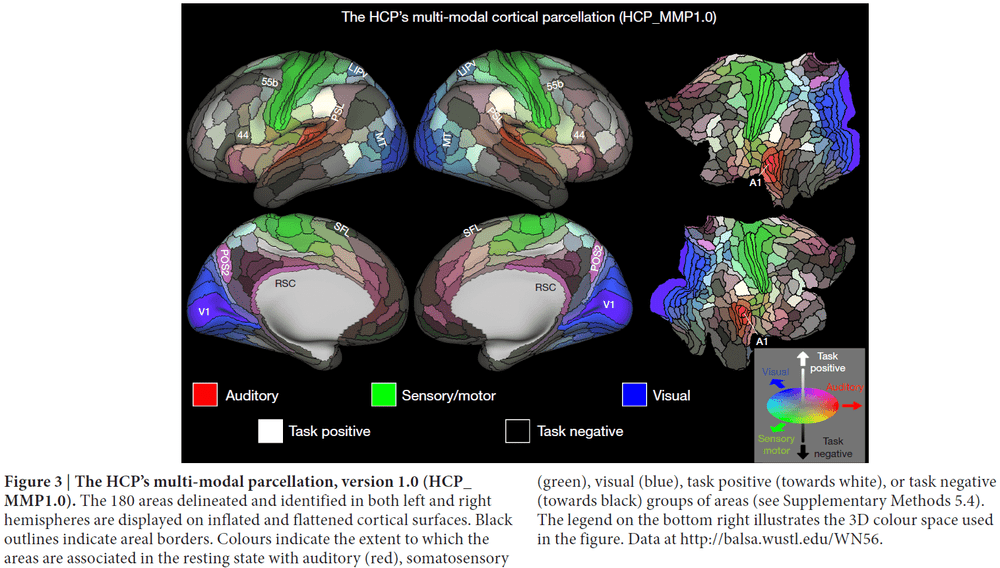 The HCP's multi-modal cortical parcellation (HCP_MMP1.0)
55b
LIPv
PSL
44
MT
LIPv
55b
PSL
MT
44
A1
SFL
POS2
RSC
V1
SFL
POS2
RSC
V1
A1
Auditory
Sensory/motor
Visual
Task positive
Task negative
Task
positive
Visual
Auditory
Sensory
motor
Task
negative
Figure 3 | The HCP's multi-modal parcellation, version 1.0 (HCP_
MMP1.0). The 180 areas delineated and identified in both left and right
hemispheres are displayed on inflated and flattened cortical surfaces. Black
outlines indicate areal borders. Colours indicate the extent to which the
areas are associated in the resting state with auditory (red), somatosensory
(green), visual (blue), task positive (towards white), or task negative
(towards black) groups of areas (see Supplementary Methods 5.4).
The legend on the bottom right illustrates the 3D colour space used
in the figure. Data at http://balsa.wustl.edu/WN56.